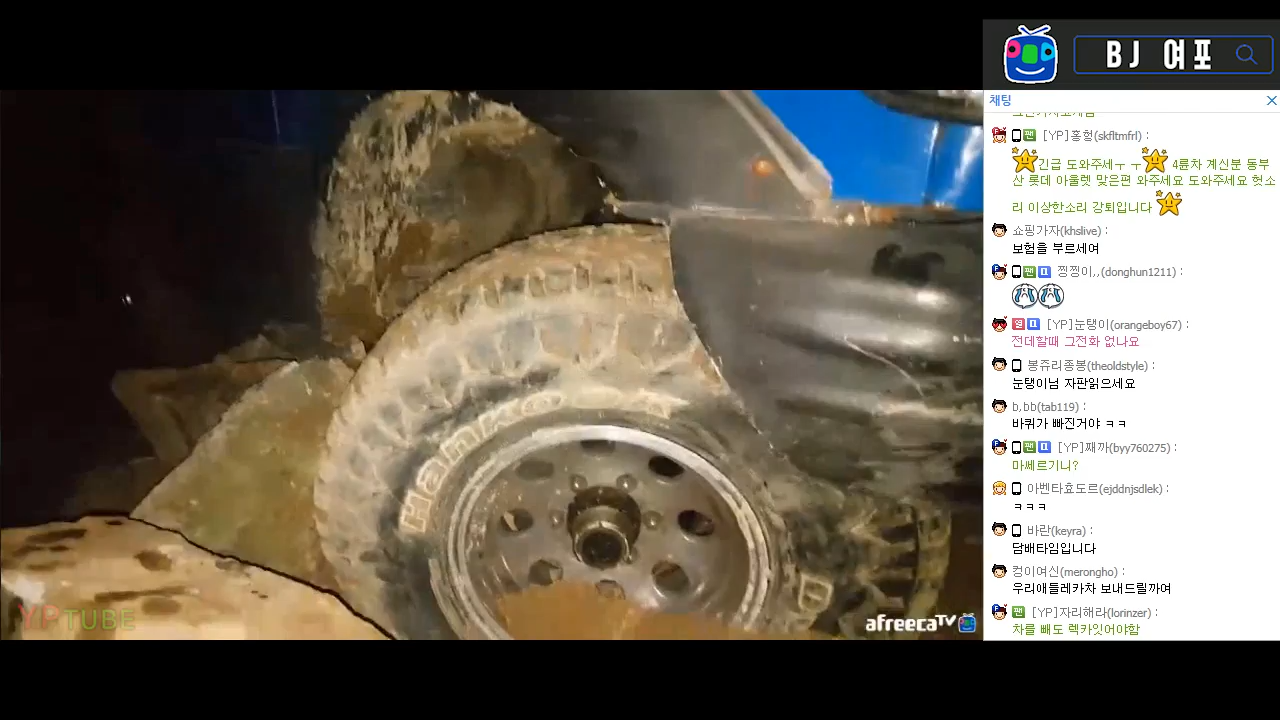 BJ 여포
채팅
[YP]홍형(skfltmfrl) :
긴급 도와주세ㅜ ㅜ 4륜차 계신분 동부
산 롯데 아울렛 맞은편 와주세요 도와주세요 헛소
리 이상한소리 강퇴입니다
쇼핑가자(khslive) :
보험을 부르세여
찡찡이,,(donghun1211) :
[YP]눈탱이(orangeboy67) :
전데할때 그전화 없나요
봉쥬리종봉(theoldstyle) :
눈탱이넘 자판읽으세요
b,bb(tab119) :
바퀴가 빠진거야 ㅋㅋ
[YP]째까(byy760275) :
마쎄르기니?
아벤타효도르(ejddnjsdlek) :
ㅋㅋㅋ
바란(keyra) :
담배타임입니다
컹이여신(merongho) :
우리애들레카차 보내드릴까여
[YP]자리해라(lorinzer) :
차를 빼도 렉카잇어야함
Hankook
YPTUBE
afreecaTV